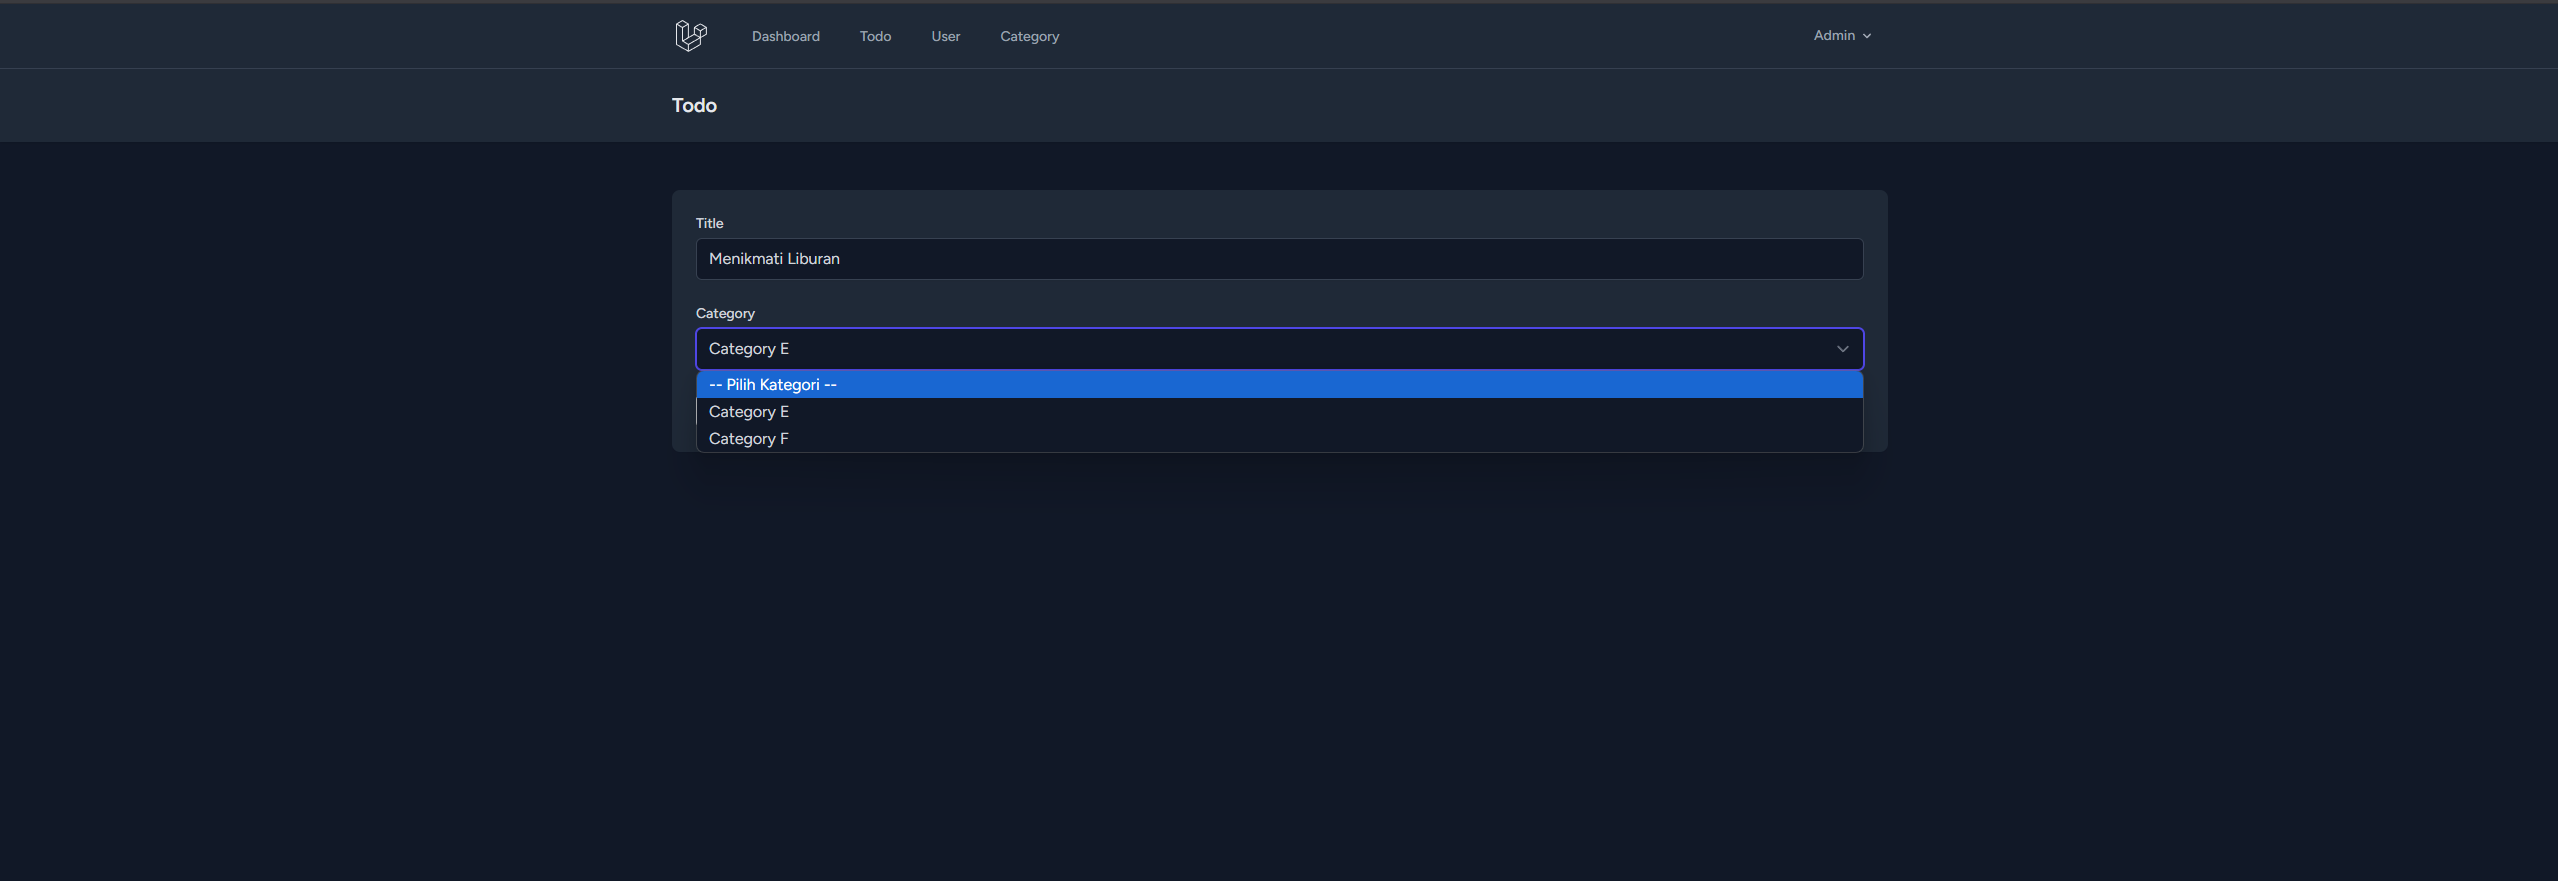 Dashboard Todo User Category Admin
Todo
Title
Menikmati Liburan
Category
Category E
-- Pilih Kategori --
Category E
Category F